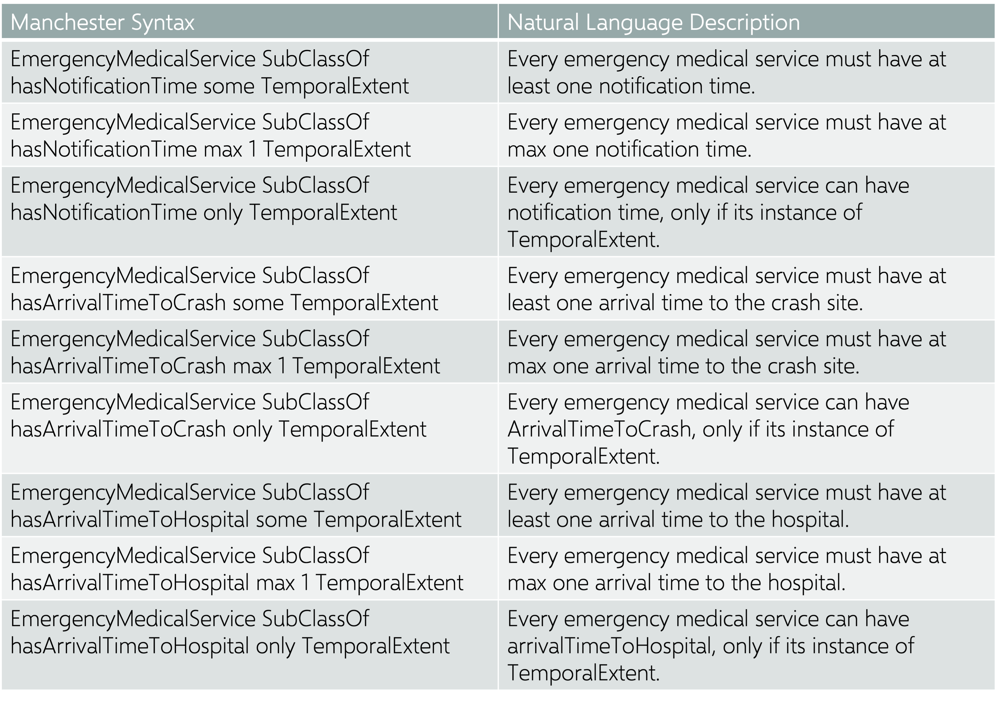 Manchester Syntax
Natural Language Description
EmergencyMedicalService SubClassOf
hasNotificationTime some TemporalExtent
Every emergency medical service must have at
least one notification time.
EmergencyMedicalService SubClassOf
hasNotificationTime max 1 TemporalExtent
Every emergency medical service must have at
max one notification time.
EmergencyMedicalService SubClassOf
hasNotificationTime only TemporalExtent
Every emergency medical service can have
notification time, only if its instance of
TemporalExtent.
EmergencyMedicalService SubClassOf
hasArrivalTimeToCrash some TemporalExtent
Every emergency medical service must have at
least one arrival time to the crash site.
EmergencyMedicalService SubClassOf
hasArrivalTimeToCrash max 1 TemporalExtent
Every emergency medical service must have at
max one arrival time to the crash site.
EmergencyMedicalService SubClassOf
hasArrivalTimeToCrash only TemporalExtent
Every emergency medical service can have
ArrivalTimeToCrash, only if its instance of
TemporalExtent.
EmergencyMedicalService SubClassOf
hasArrivalTimeToHospital some TemporalExtent
Every emergency medical service must have at
least one arrival time to the hospital.
EmergencyMedicalService SubClassOf
hasArrivalTimeToHospital max 1 TemporalExtent
Every emergency medical service must have at
max one arrival time to the hospital.
EmergencyMedicalService SubClassOf
hasArrivalTimeToHospital only TemporalExtent
Every emergency medical service can have
arrivalTimeToHospital, only if its instance of
TemporalExtent.